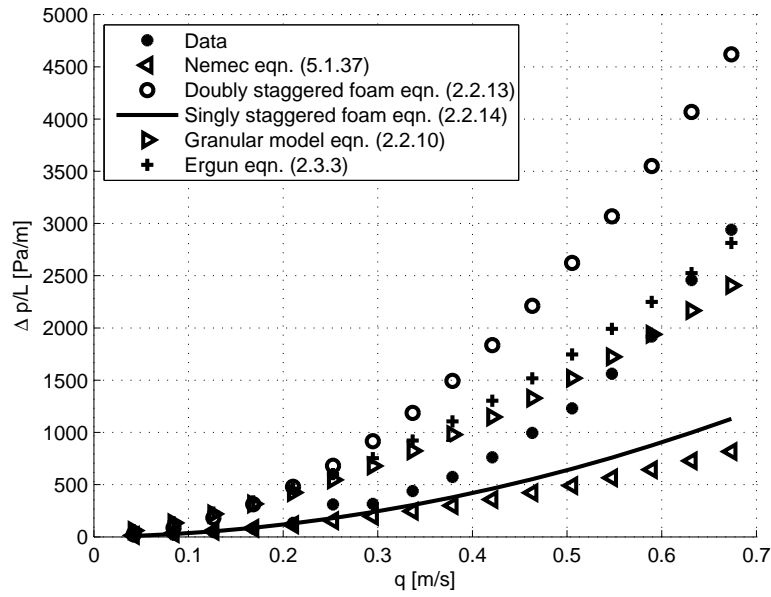 5000
4500
4000
3500
3000
2500
2000
1500
1000
500
0
Δ p/L [Pa/m]
Data
Nemec eqn. (5.1.37)
Doubly staggered foam eqn. (2.2.13)
Singly staggered foam eqn. (2.2.14)
Granular model eqn. (2.2.10)
Ergun eqn. (2.3.3)
0 0.1 0.2 0.3 0.4 0.5 0.6 0.7
q [m/s]